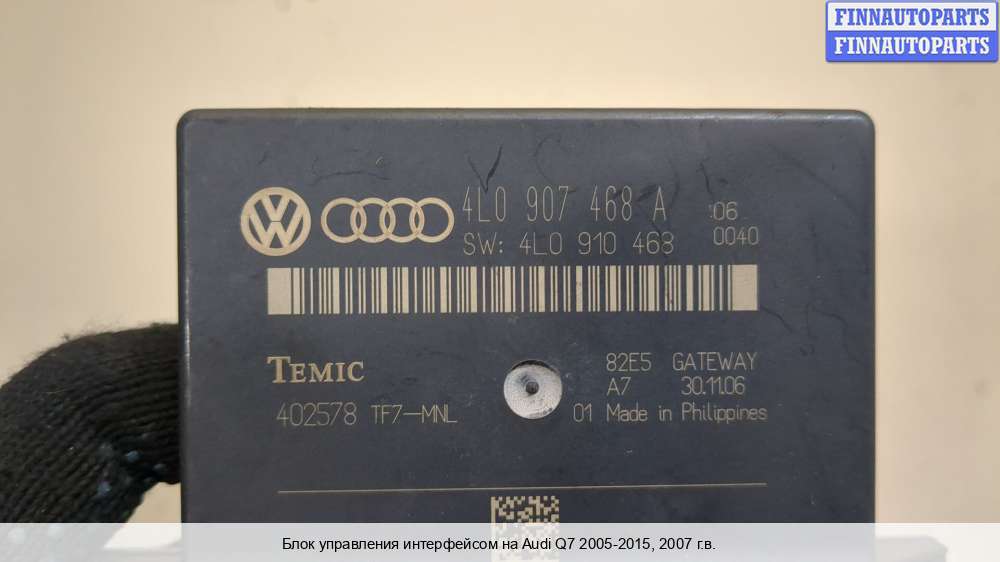 FINNAUTOPARTS
FINNAUTOPARTS
4L0 907 468 A :06
SW: 4L0 910 468 0040
TEMIC 82E5 GATEWAY
A7 30.11.06
402578 TF7-MNL 01 Made in Philippines
Блок управления интерфейсом на Audi Q7 2005-2015, 2007 г.в.